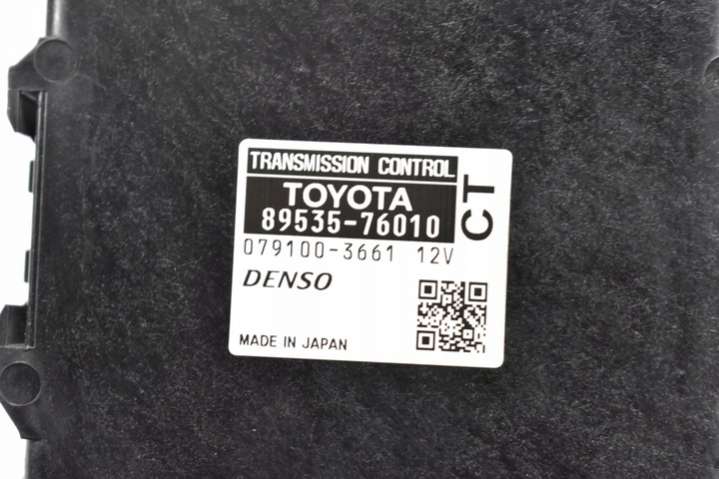 TRANSMISSION CONTROL
TOYOTA
89535-76010
CT
079100-3661 12V
DENSO
MADE IN JAPAN